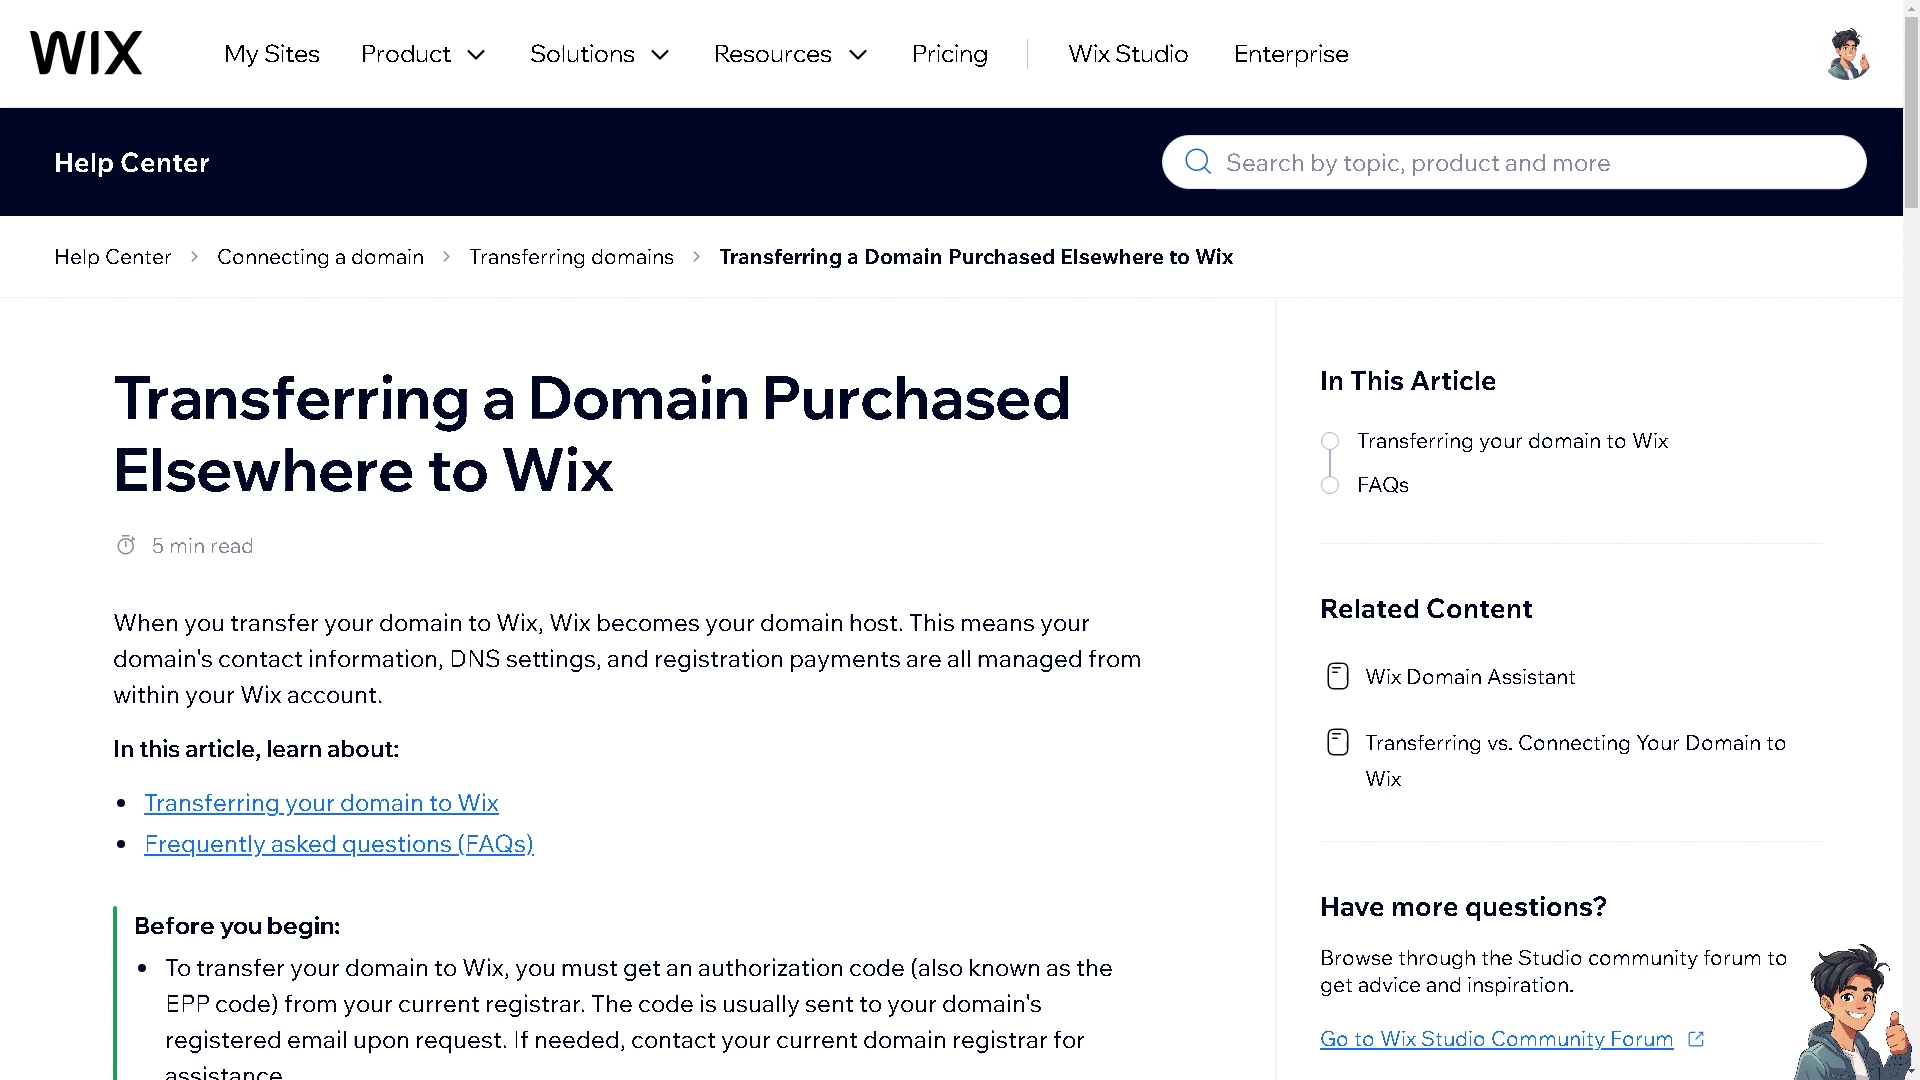 WIX
My Sites
Product
Solutions
Resources
Pricing
Wix Studio
Enterprise
Help Center
Search by topic, product and more
Help Center
Connecting a domain
Transferring domains
Transferring a Domain Purchased Elsewhere to Wix
Transferring a Domain Purchased
Elsewhere to Wix
5 min read
When you transfer your domain to Wix, Wix becomes your domain host. This means your
domain's contact information, DNS settings, and registration payments are all managed from
within your Wix account.
In this article, learn about:
• Transferring your domain to Wix
• Frequently asked questions (FAQs)
Before you begin:
• To transfer your domain to Wix, you must get an authorization code (also known as the
EPP code) from your current registrar. The code is usually sent to your domain's
registered email upon request. If needed, contact your current domain registrar for
assistance.
In This Article
Transferring your domain to Wix
FAQs
Related Content
Wix Domain Assistant
Transferring vs. Connecting Your Domain to
Wix
Have more questions?
Browse through the Studio community forum to
get advice and inspiration.
Go to Wix Studio Community Forum